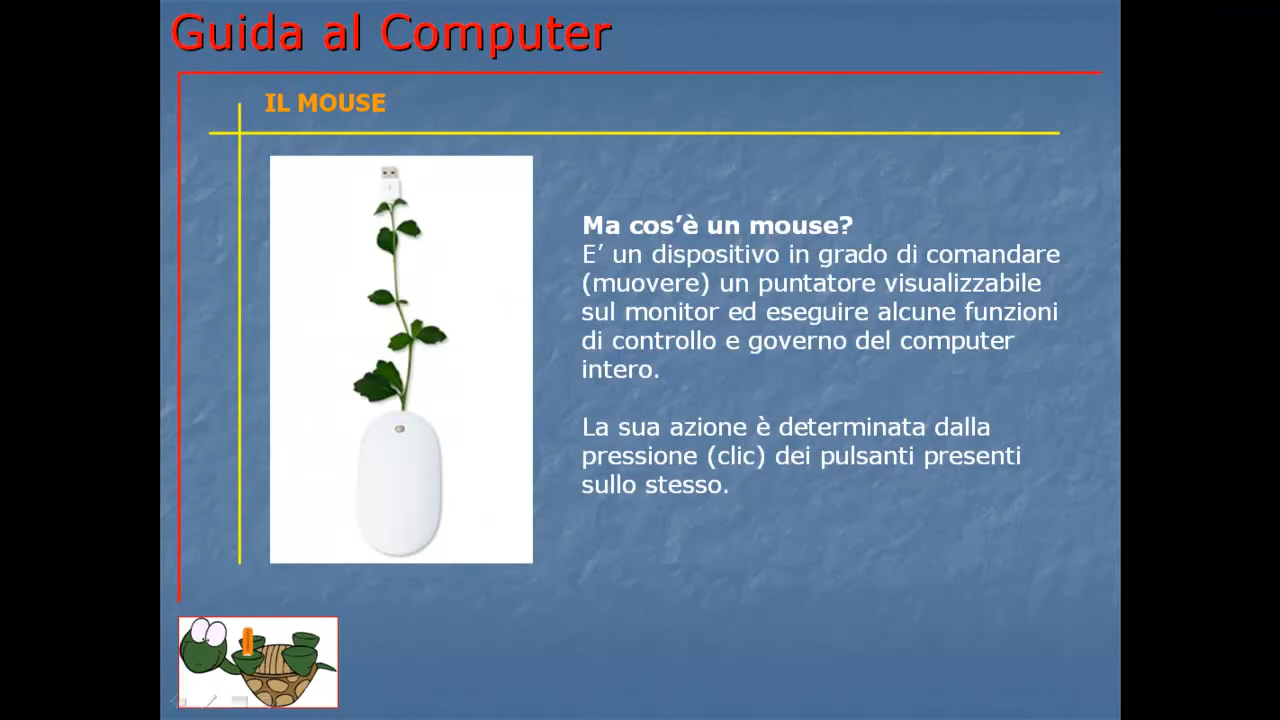 Guida al Computer
IL MOUSE
Ma cos’è un mouse?
E’ un dispositivo in grado di comandare
(muovere) un puntatore visualizzabile
sul monitor ed eseguire alcune funzioni
di controllo e governo del computer
intero.
La sua azione è determinata dalla
pressione (clic) dei pulsanti presenti
sullo stesso.